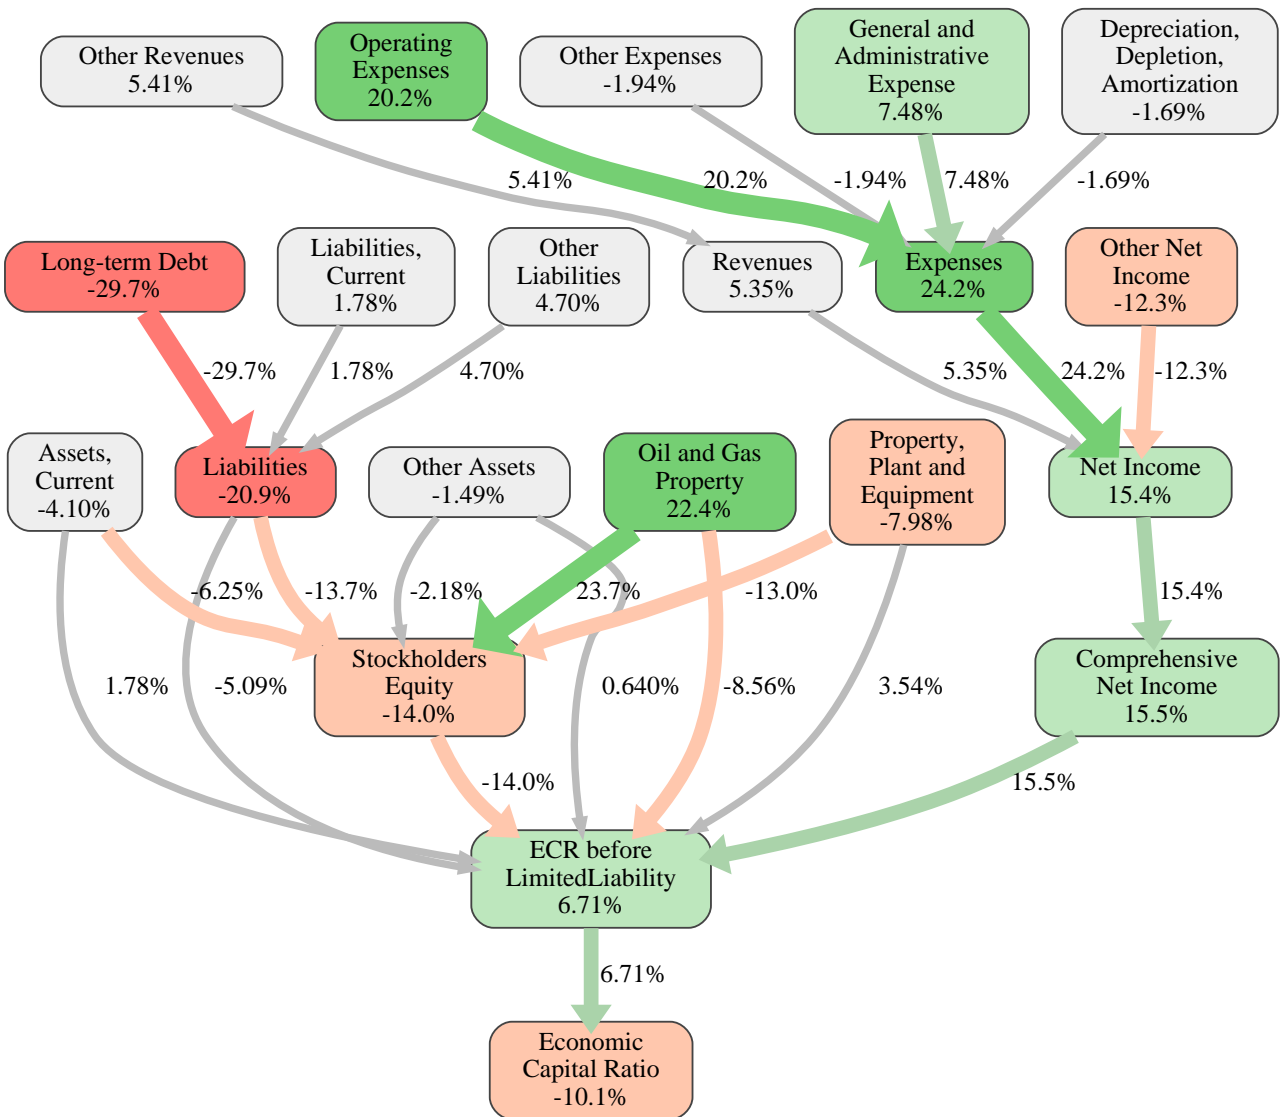 Other Revenues
5.41%
Operating
Expenses
20.2%
Other Expenses
-1.94%
General and
Administrative
Expense
7.48%
Depreciation,
Depletion,
Amortization
-1.69%
5.41%
20.2%
-1.94%
7.48%
-1.69%
Long-term Debt
-29.7%
Liabilities,
Current
1.78%
Other
Liabilities
4.70%
Revenues
5.35%
Expenses
24.2%
Other Net
Income
-12.3%
-29.7%
1.78%
4.70%
5.35%
24.2%
-12.3%
Assets,
Current
-4.10%
Liabilities
-20.9%
Other Assets
-1.49%
Oil and Gas
Property
22.4%
Property,
Plant and
Equipment
-7.98%
Net Income
15.4%
-6.25%
-13.7%
-2.18%
23.7%
-13.0%
15.4%
Stockholders
Equity
-14.0%
Comprehensive
Net Income
15.5%
1.78%
-5.09%
0.640%
-8.56%
3.54%
-14.0%
15.5%
ECR before
LimitedLiability
6.71%
6.71%
Economic
Capital Ratio
-10.1%